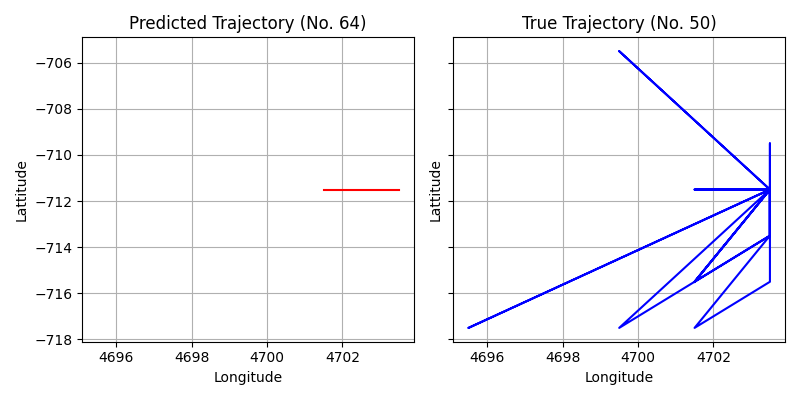 Predicted Trajectory (No. 64)
True Trajectory (No. 50)
Lattitude
−706
−708
−710
−712
−714
−716
−718
4696
4698
4700
4702
Longitude
Lattitude
4696
4698
4700
4702
Longitude